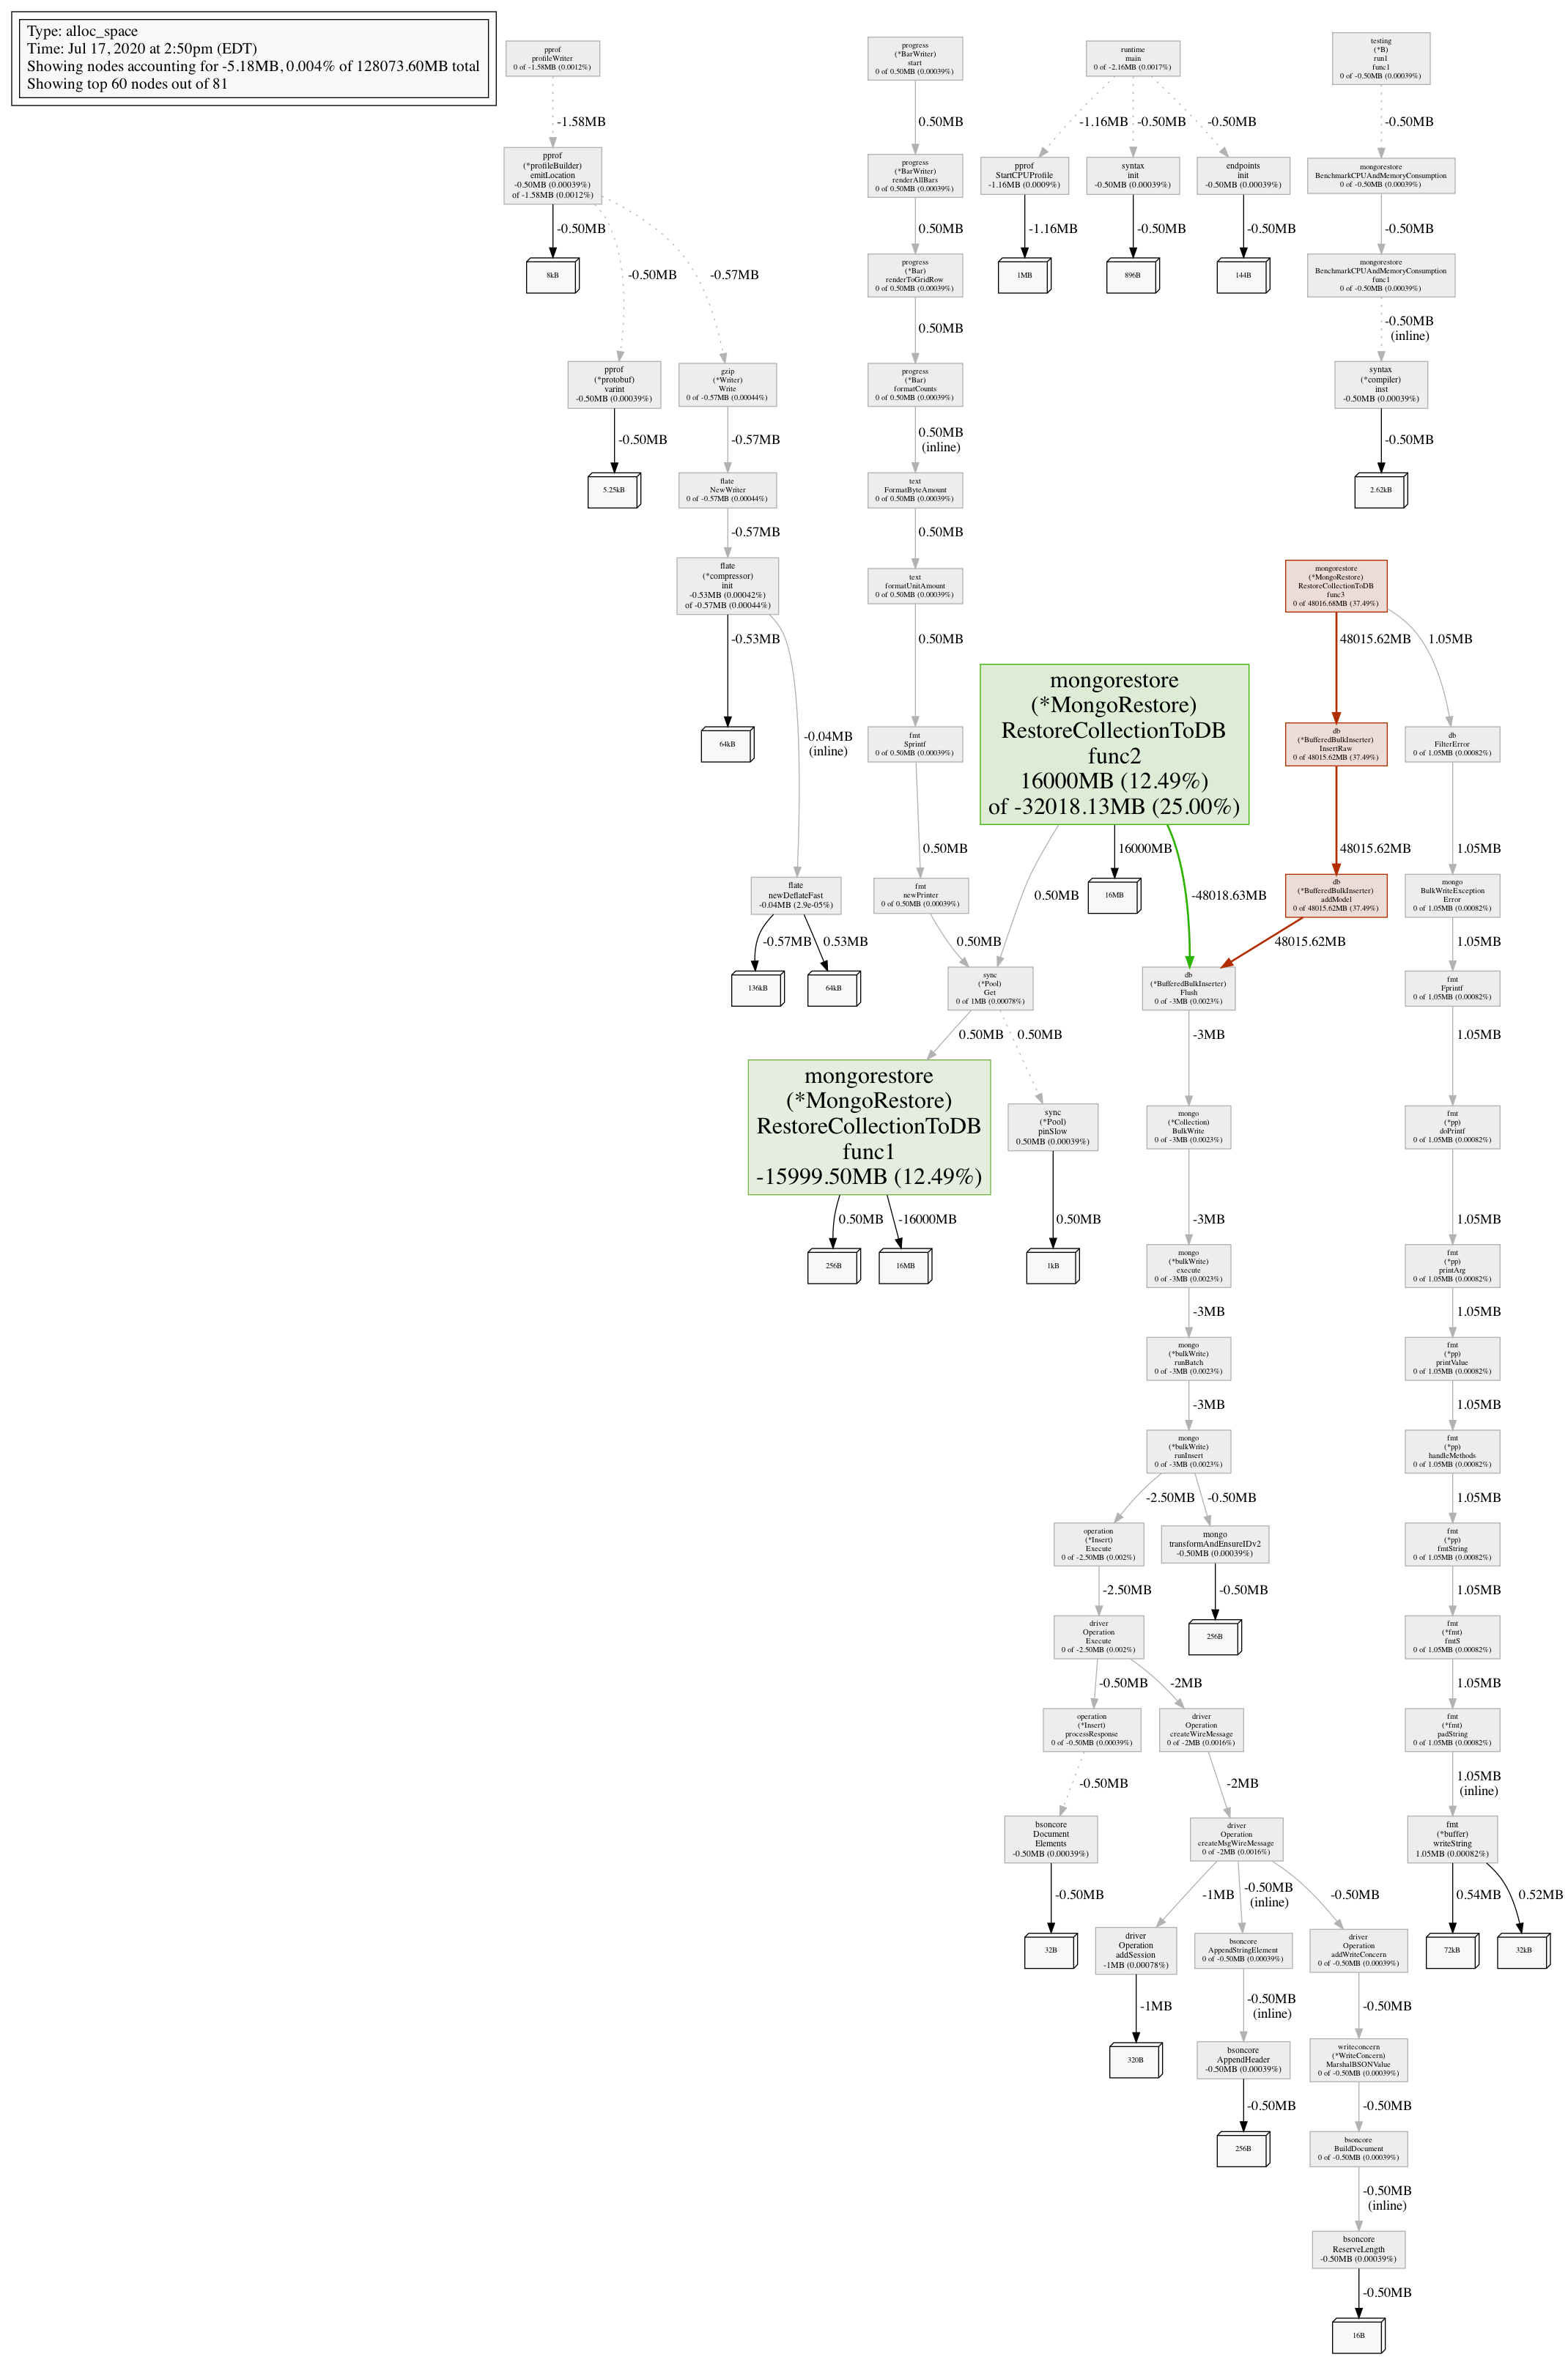 Type: alloc_space
Time: Jul 17, 2020 at 2:50pm (EDT)
Showing nodes accounting for -5.18MB, 0.004% of 128073.60MB total
Showing top 60 nodes out of 81
pprof
profileWriter
0 of -1.58MB (0.0012%)
-1.58MB
pprof
(*profileBuilder)
emitLocation
-0.50MB (0.00039%)
of -1.58MB (0.0012%)
-0.50MB
8kB
-0.50MB
-0.57MB
pprof
(*protobuf)
varint
-0.50MB (0.00039%)
-0.50MB
5.25kB
gzip
(*Writer)
Write
0 of -0.57MB (0.00044%)
-0.57MB
flate
NewWriter
0 of -0.57MB (0.00044%)
-0.57MB
flate
(*compressor)
init
-0.53MB (0.00042%)
of -0.57MB (0.00044%)
-0.53MB
64kB
-0.04MB
(inline)
flate
newDeflateFast
-0.04MB (2.9e-05%)
-0.57MB
0.53MB
136kB
64kB
progress
(*BarWriter)
start
0 of 0.50MB (0.00039%)
0.50MB
progress
(*BarWriter)
renderAllBars
0 of 0.50MB (0.00039%)
0.50MB
progress
(*Bar)
renderToGridRow
0 of 0.50MB (0.00039%)
0.50MB
progress
(*Bar)
formatCounts
0 of 0.50MB (0.00039%)
0.50MB
(inline)
text
FormatByteAmount
0 of 0.50MB (0.00039%)
0.50MB
text
formatUnitAmount
0 of 0.50MB (0.00039%)
0.50MB
fmt
Sprintf
0 of 0.50MB (0.00039%)
0.50MB
fmt
newPrinter
0 of 0.50MB (0.00039%)
0.50MB
runtime
main
0 of -2.16MB (0.0017%)
-1.16MB
-0.50MB
-0.50MB
pprof
StartCPUProfile
-1.16MB (0.0009%)
-1.16MB
1MB
syntax
init
-0.50MB (0.00039%)
-0.50MB
896B
endpoints
init
-0.50MB (0.00039%)
-0.50MB
144B
testing
(*B)
run1
func1
0 of -0.50MB (0.00039%)
-0.50MB
mongorestore
BenchmarkCPUAndMemoryConsumption
0 of -0.50MB (0.00039%)
-0.50MB
mongorestore
BenchmarkCPUAndMemoryConsumption
func1
0 of -0.50MB (0.00039%)
-0.50MB
(inline)
syntax
(*compiler)
inst
-0.50MB (0.00039%)
-0.50MB
2.62kB
mongorestore
(*MongoRestore)
RestoreCollectionToDB
func3
0 of 48016.68MB (37.49%)
48015.62MB
1.05MB
db
(*BufferedBulkInserter)
InsertRaw
0 of 48015.62MB (37.49%)
48015.62MB
db
(*BufferedBulkInserter)
addModel
0 of 48015.62MB (37.49%)
48015.62MB
mongorestore
(*MongoRestore)
RestoreCollectionToDB
func2
16000MB (12.49%)
of -32018.13MB (25.00%)
0.50MB
16000MB
-48018.63MB
16MB
sync
(*Pool)
Get
0 of 1MB (0.00078%)
0.50MB
0.50MB
mongorestore
(*MongoRestore)
RestoreCollectionToDB
func1
-15999.50MB (12.49%)
0.50MB
-16000MB
256B
16MB
sync
(*Pool)
pinSlow
0.50MB (0.00039%)
0.50MB
1kB
db
(*BufferedBulkInserter)
Flush
0 of -3MB (0.0023%)
-3MB
mongo
(*Collection)
BulkWrite
0 of -3MB (0.0023%)
-3MB
mongo
(*bulkWrite)
execute
0 of -3MB (0.0023%)
-3MB
mongo
(*bulkWrite)
runBatch
0 of -3MB (0.0023%)
-3MB
mongo
(*bulkWrite)
runInsert
0 of -3MB (0.0023%)
-2.50MB
-0.50MB
operation
(*Insert)
Execute
0 of -2.50MB (0.002%)
-2.50MB
mongo
transformAndEnsureIDv2
-0.50MB (0.00039%)
-0.50MB
256B
driver
Operation
Execute
0 of -2.50MB (0.002%)
-0.50MB
-2MB
operation
(*Insert)
processResponse
0 of -0.50MB (0.00039%)
-0.50MB
bsoncore
Document
Elements
-0.50MB (0.00039%)
-0.50MB
32B
driver
Operation
createWireMessage
0 of -2MB (0.0016%)
-2MB
driver
Operation
createMsgWireMessage
0 of -2MB (0.0016%)
-1MB
-0.50MB
(inline)
-0.50MB
driver
Operation
addSession
-1MB (0.00078%)
-1MB
320B
bsoncore
AppendStringElement
0 of -0.50MB (0.00039%)
-0.50MB
(inline)
bsoncore
AppendHeader
-0.50MB (0.00039%)
-0.50MB
256B
driver
Operation
addWriteConcern
0 of -0.50MB (0.00039%)
-0.50MB
writeconcern
(*WriteConcern)
MarshalBSONValue
0 of -0.50MB (0.00039%)
-0.50MB
bsoncore
BuildDocument
0 of -0.50MB (0.00039%)
-0.50MB
(inline)
bsoncore
ReserveLength
-0.50MB (0.00039%)
-0.50MB
16B
db
FilterError
0 of 1.05MB (0.00082%)
1.05MB
mongo
BulkWriteException
Error
0 of 1.05MB (0.00082%)
1.05MB
fmt
Fprintf
0 of 1.05MB (0.00082%)
1.05MB
fmt
(*pp)
doPrintf
0 of 1.05MB (0.00082%)
1.05MB
fmt
(*pp)
printArg
0 of 1.05MB (0.00082%)
1.05MB
fmt
(*pp)
printValue
0 of 1.05MB (0.00082%)
1.05MB
fmt
(*pp)
handleMethods
0 of 1.05MB (0.00082%)
1.05MB
fmt
(*pp)
fmtString
0 of 1.05MB (0.00082%)
1.05MB
fmt
(*fmt)
fmtS
0 of 1.05MB (0.00082%)
1.05MB
fmt
(*fmt)
padString
0 of 1.05MB (0.00082%)
1.05MB
(inline)
fmt
(*buffer)
writeString
1.05MB (0.00082%)
0.54MB
0.52MB
72kB
32kB